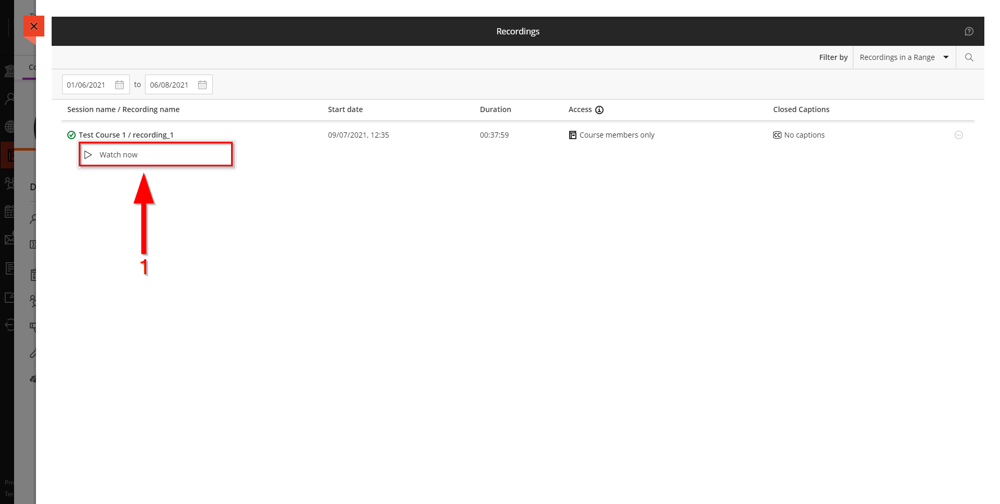 Recordings
Filter by Recordings in a Range
01/06/2021 to 06/08/2021
Session name / Recording name Start date Duration Access Closed Captions
Test Course 1 / recording_1 09/07/2021, 12:35 00:37:59 Course members only CC No captions
Watch now
1
D